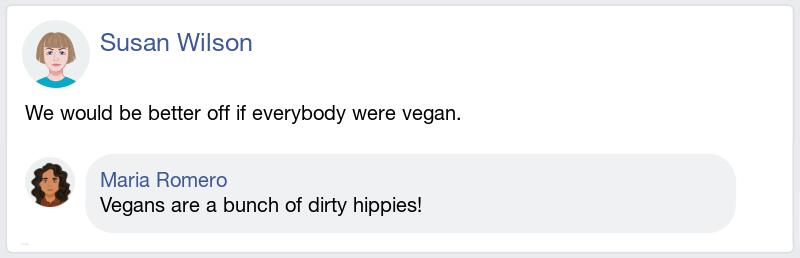 Susan Wilson
We would be better off if everybody were vegan.
Maria Romero
Vegans are a bunch of dirty hippies!